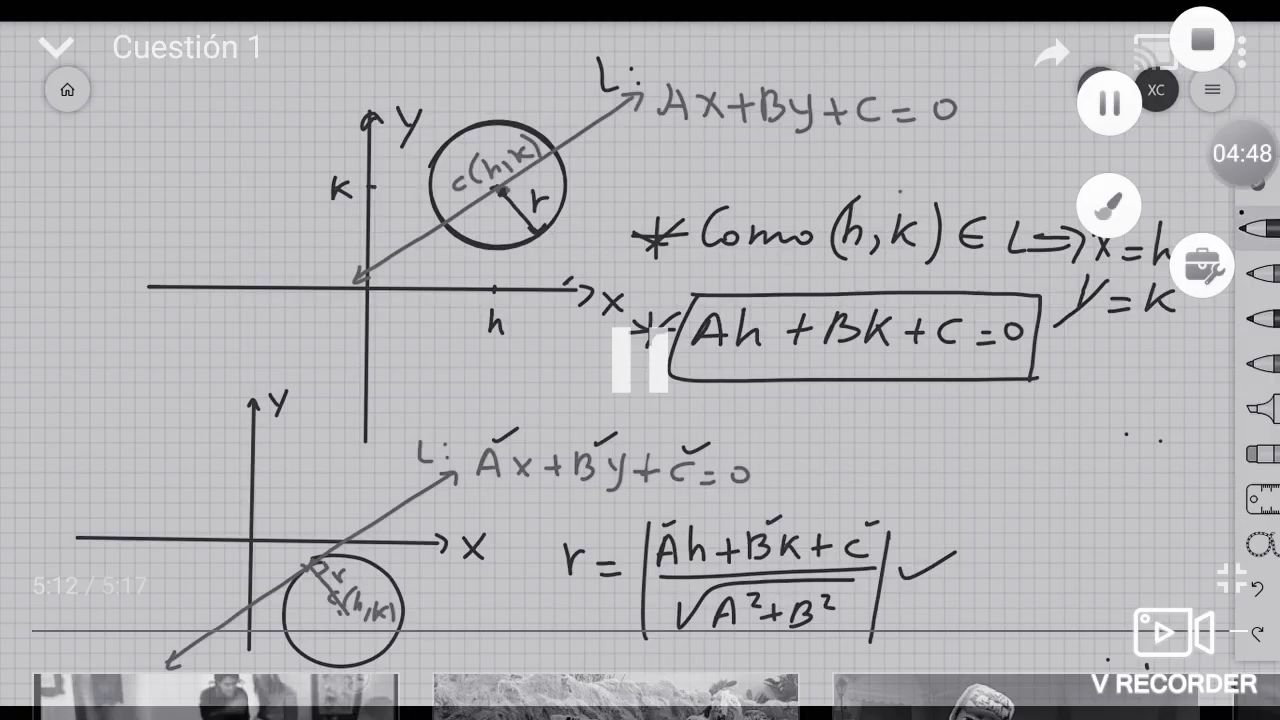 Cuestión 1
XC
04:48
L: Ax+By+C=0
y
C(h,k)
k
r
* Como (h,k) ∈ L ⇒ x=h
y=k
x
h
* Ah+Bk+C=0
y
L: Ax+By+C=0
x
r = |Ah+Bk+C / √A²+B²| ✓
r
(h,k)
5:12 / 5:17
V RECORDER